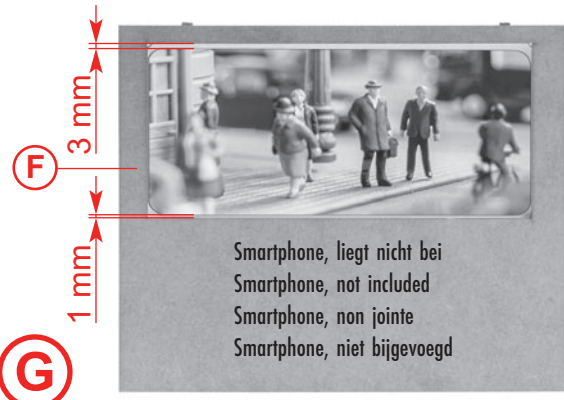 3 mm
F
1 mm
Smartphone, liegt nicht bei
Smartphone, not included
Smartphone, non jointe
Smartphone, niet bijgevoegd
G